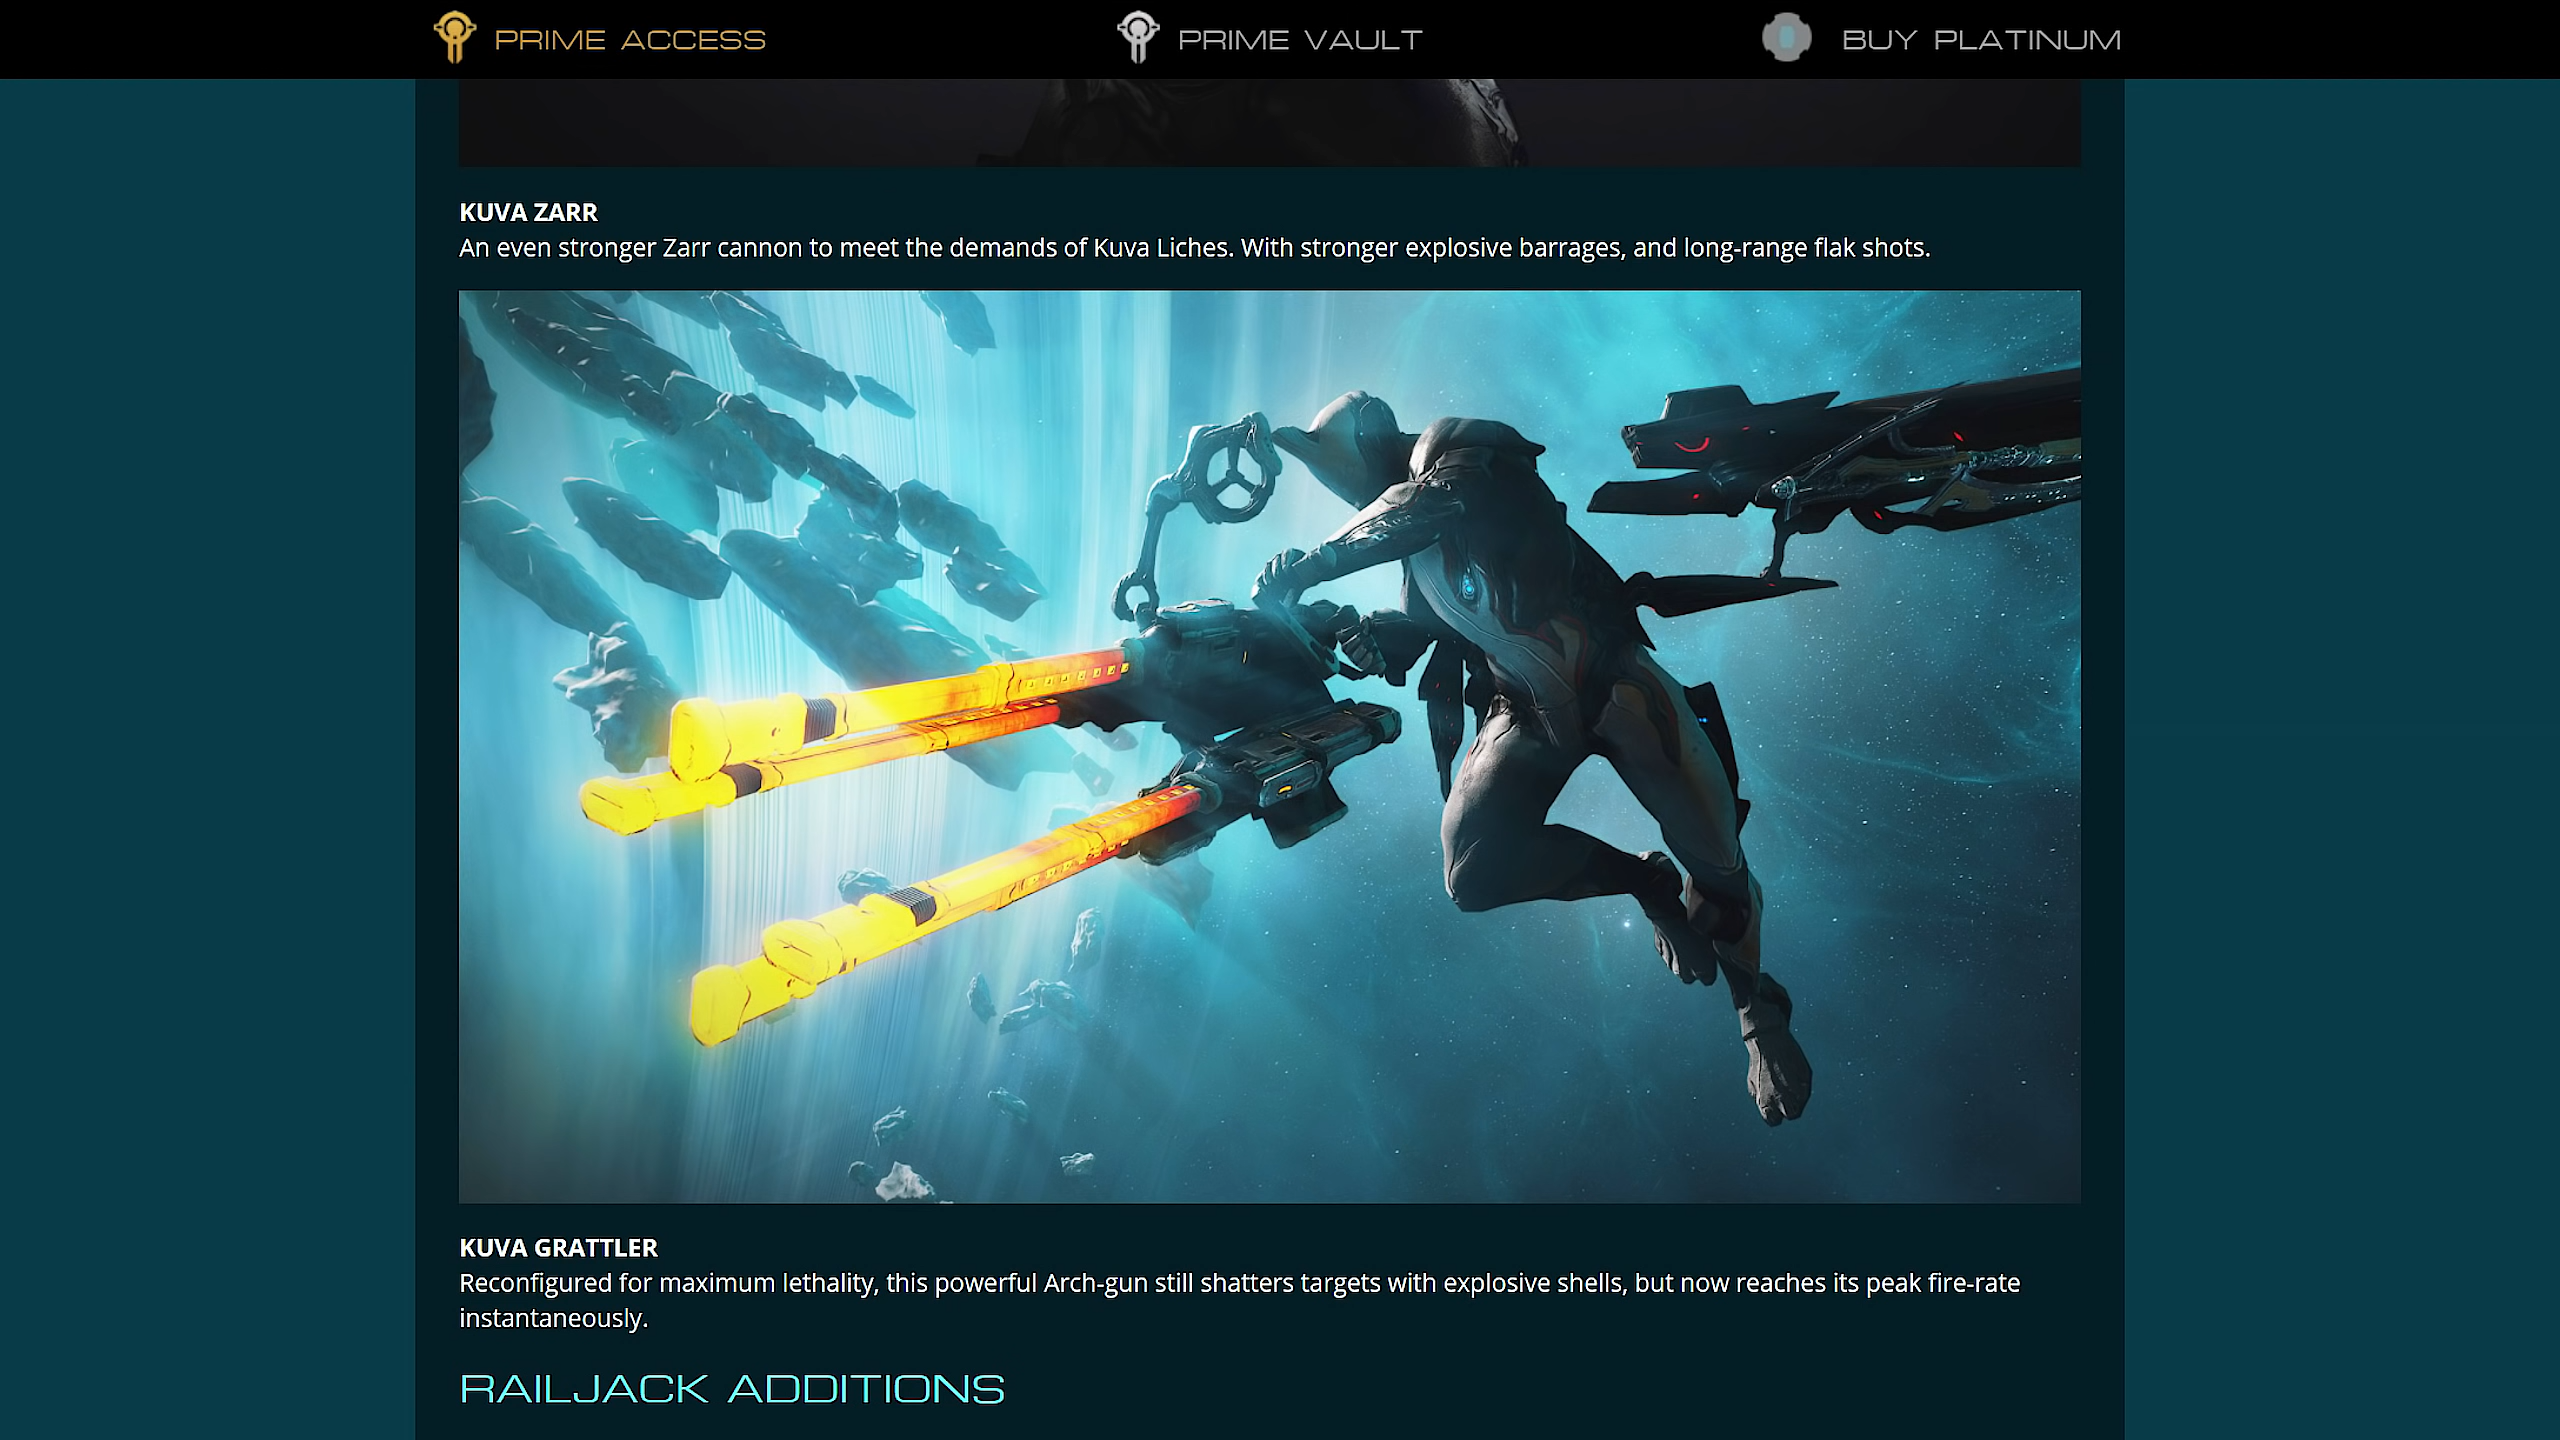 PRIME ACCESS
PRIME VAULT
BUY PLATINUM
KUVA ZARR
An even stronger Zarr cannon to meet the demands of Kuva Liches. With stronger explosive barrages, and long-range flak shots.
KUVA GRATTLER
Reconfigured for maximum lethality, this powerful Arch-gun still shatters targets with explosive shells, but now reaches its peak fire-rate
instantaneously.
RAILJACK ADDITIONS